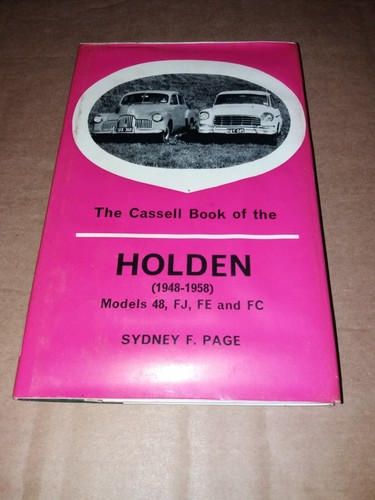 The Cassell Book of the
HOLDEN
(1948-1958)
Models 48, FJ, FE and FC
SYDNEY F. PAGE